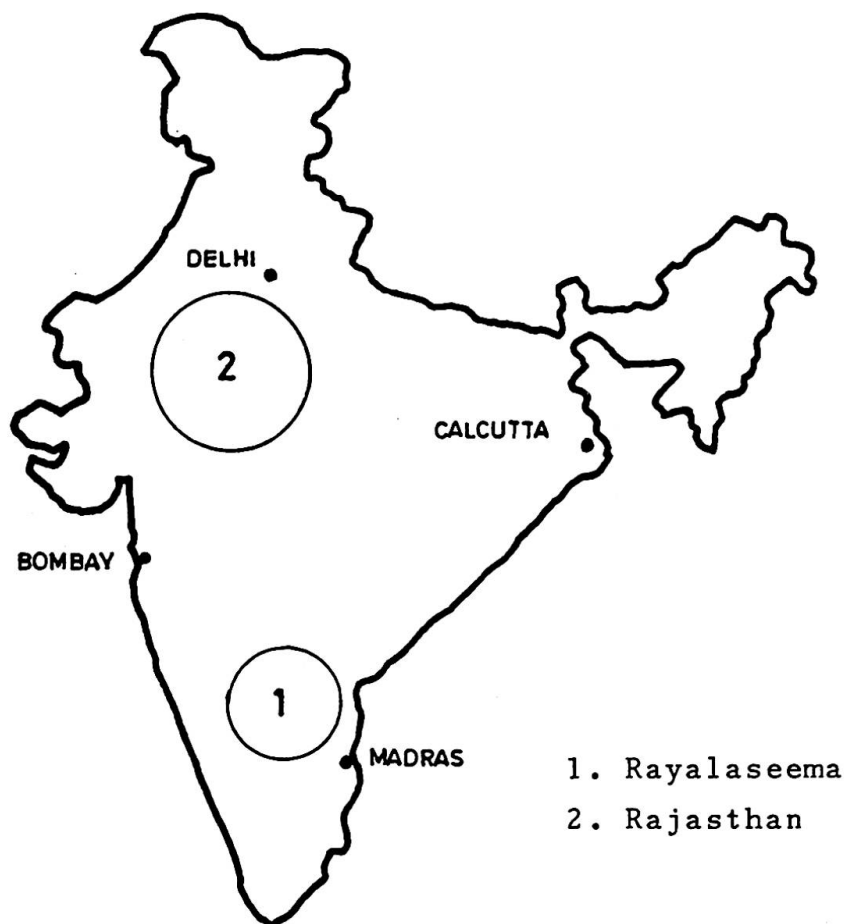 DELHI
2
CALCUTTA
BOMBAY
1
MADRAS
1. Rayalaseema
2. Rajasthan